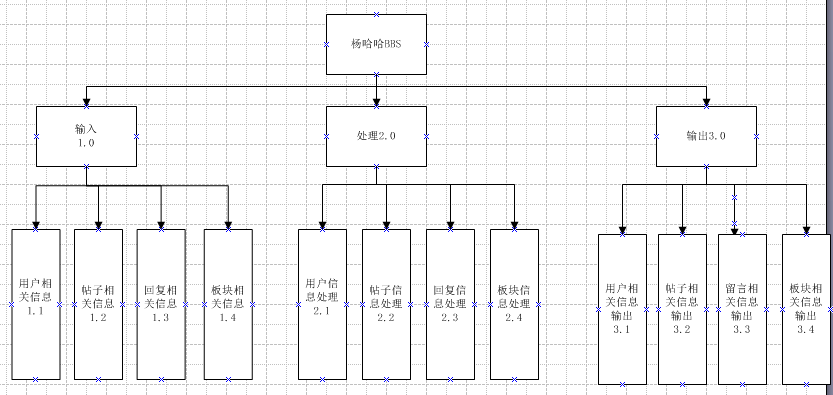 杨哈哈BBS
输入
1.0
处理2.0
输出3.0
用户相
关信息
1.1
帖子相
关信息
1.2
回复相
关信息
1.3
板块相
关信息
1.4
用户信
息处理
2.1
帖子信
息处理
2.2
回复信
息处理
2.3
板块信
息处理
2.4
用户相
关信息
输出
3.1
帖子相
关信息
输出
3.2
留言相
关信息
输出
3.3
板块相
关信息
输出
3.4